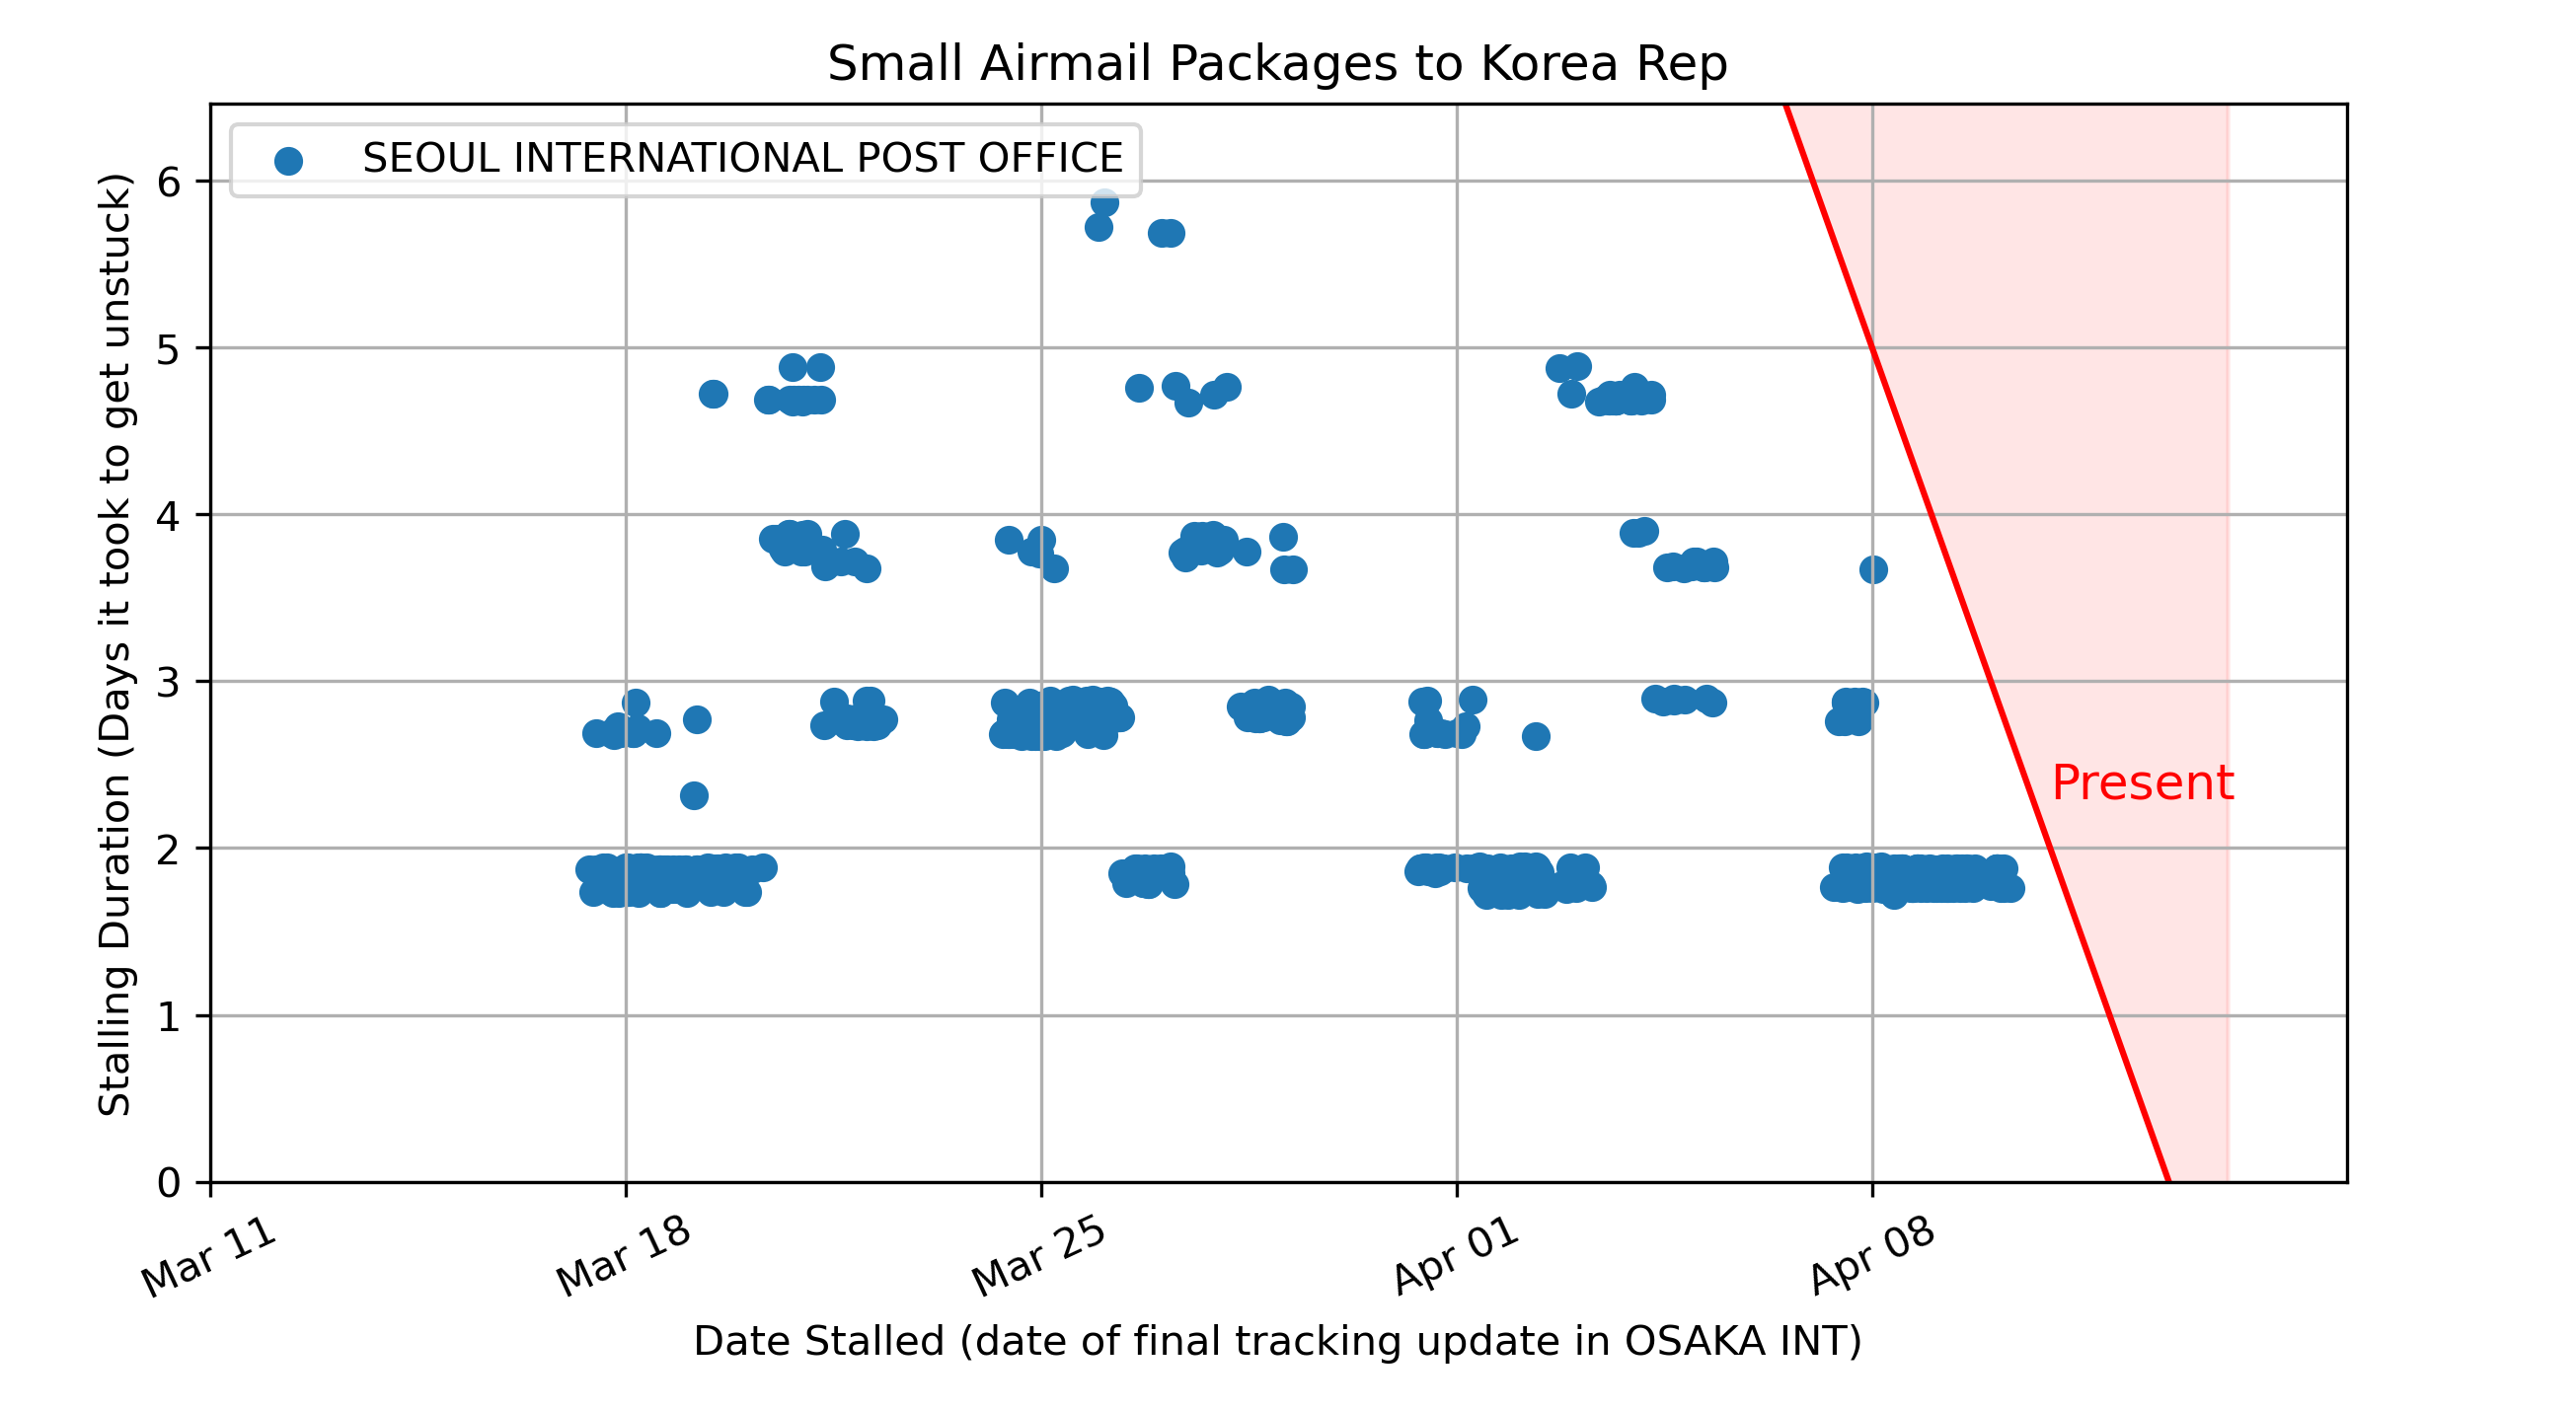 Small Airmail Packages to Korea Rep
SEOUL INTERNATIONAL POST OFFICE
Stalling Duration (Days it took to get unstuck)
6
5
4
3
2
1
0
Present
Mar 11
Mar 18
Mar 25
Apr 01
Apr 08
Date Stalled (date of final tracking update in OSAKA INT)